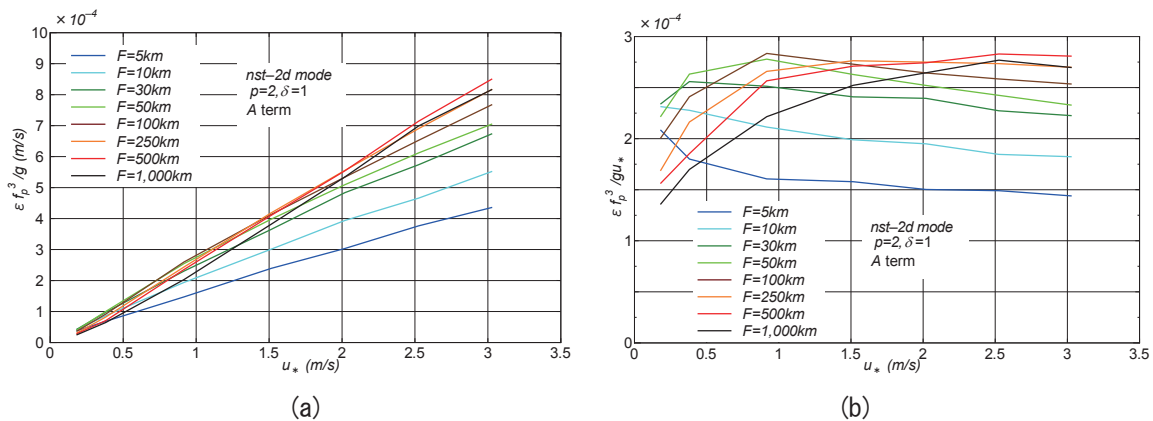 × 10⁻⁴
10
9
8
7
6
5
4
3
2
1
0
ε fₚ³ /g (m/s)
F=5km
F=10km
F=30km
F=50km
F=100km
F=250km
F=500km
F=1,000km
nst–2d mode
p=2, δ=1
A term
0 0.5 1 1.5 2 2.5 3 3.5
u* (m/s)
(a)
× 10⁻⁴
3
2
1
0
ε fₚ³ /gu*
F=5km
F=10km
F=30km
F=50km
F=100km
F=250km
F=500km
F=1,000km
nst–2d mode
p=2, δ=1
A term
0 0.5 1 1.5 2 2.5 3 3.5
u* (m/s)
(b)